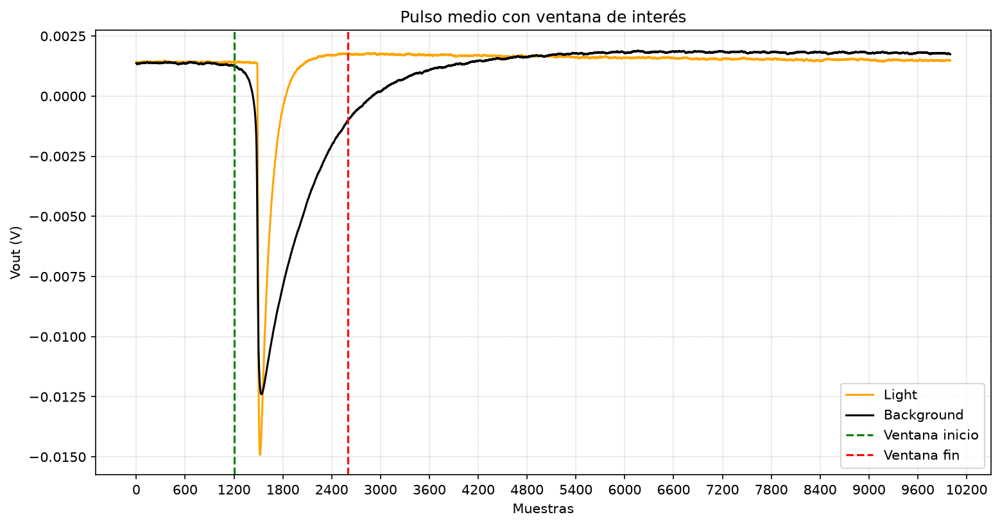 Pulso medio con ventana de interés
Vout (V)
0.0025
0.0000
−0.0025
−0.0050
−0.0075
−0.0100
−0.0125
−0.0150
0 600 1200 1800 2400 3000 3600 4200 4800 5400 6000 6600 7200 7800 8400 9000 9600 10200
Muestras
Light
Background
Ventana inicio
Ventana fin